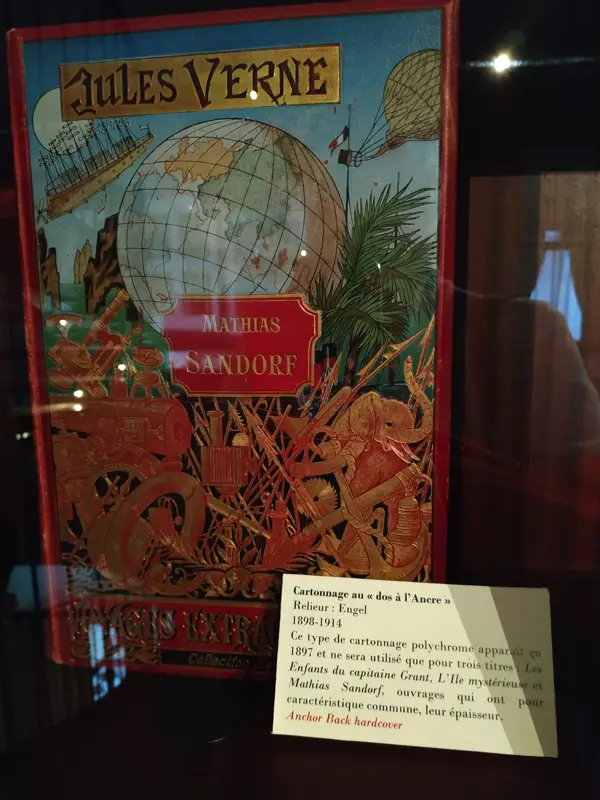 JULES VERNE
MATHIAS
SANDORF
Collection
Cartonnage au « dos à l'Ancre »
Relieur : Engel
1898-1914
Ce type de cartonnage polychrome apparaît en
1897 et ne sera utilisé que pour trois titres : Les
Enfants du capitaine Grant, L'Ile mystérieuse et
Mathias Sandorf, ouvrages qui ont pour
caractéristique commune, leur épaisseur.
Anchor Back hardcover